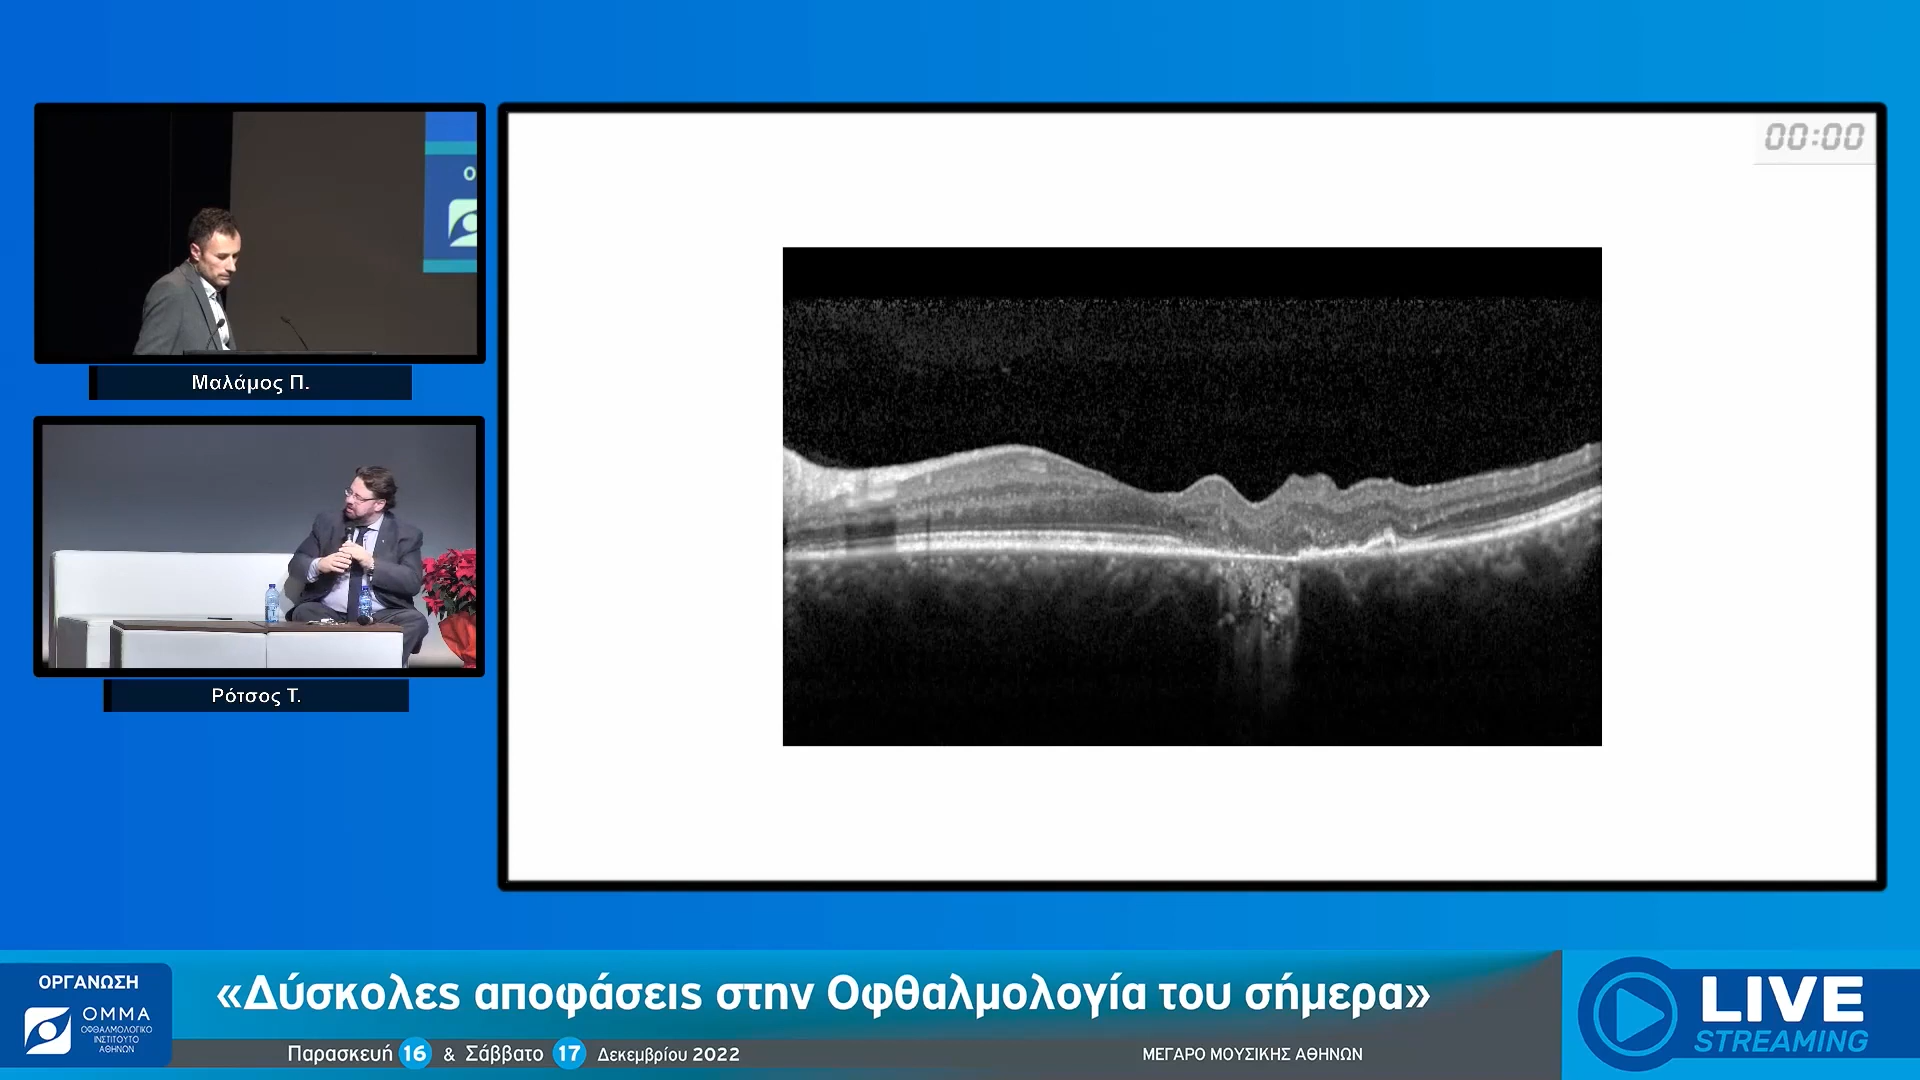 00:00
Ο
Μαλάμος Π.
Ρότσος Τ.
ΟΡΓΑΝΩΣΗ
ΟΜΜΑ
ΟΦΘΑΛΜΟΛΟΓΙΚΟ
ΙΝΣΤΙΤΟΥΤΟ
ΑΘΗΝΩΝ
«Δύσκολες αποφάσεις στην Οφθαλμολογία του σήμερα»
Παρασκευή 16 & Σάββατο 17 Δεκεμβρίου 2022
ΜΕΓΑΡΟ ΜΟΥΣΙΚΗΣ ΑΘΗΝΩΝ
LIVE
STREAMING